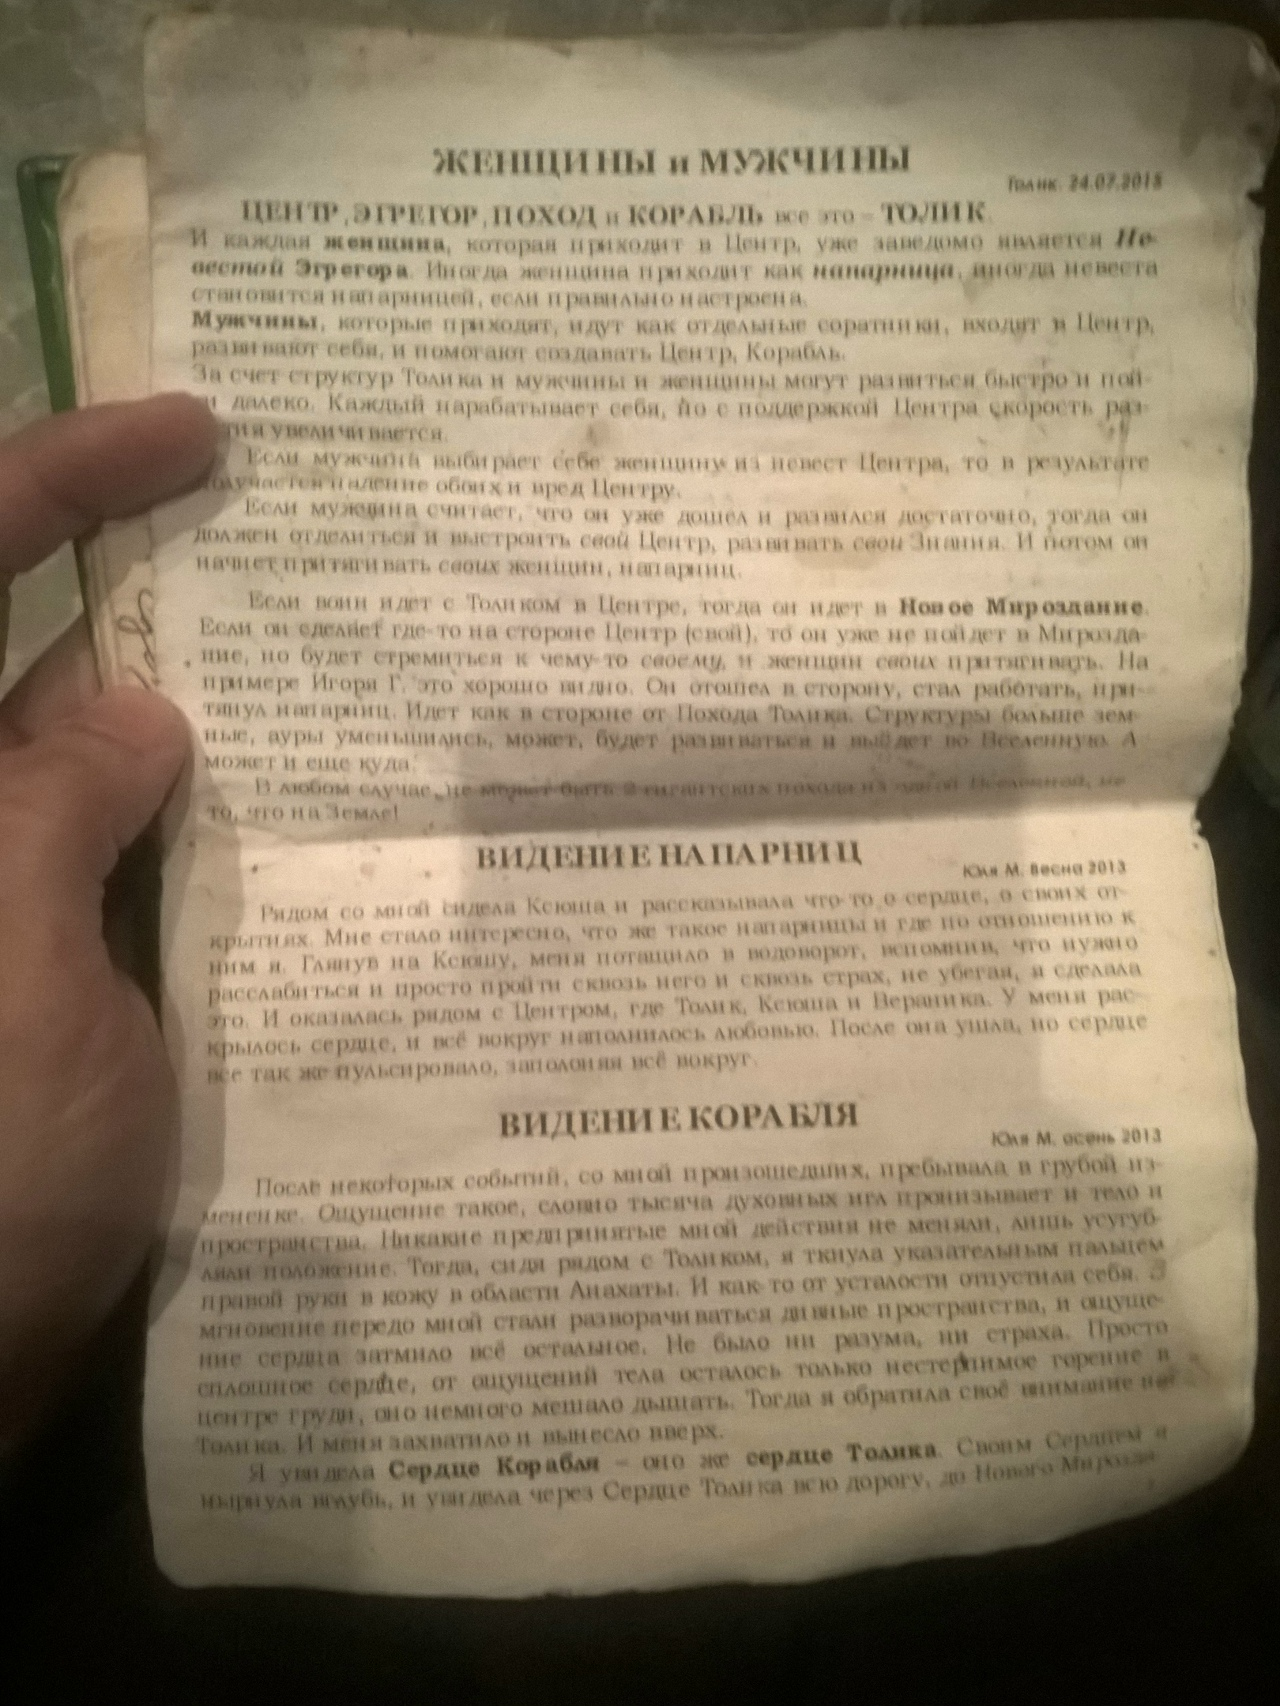 ЖЕНЩИНЫ и МУЖЧИНЫ
Толик. 24.07.2015
ЦЕНТР, ЭГРЕГОР, ПОХОД и КОРАБЛЬ все это – ТОЛИК.
И каждая женщина, которая приходит в Центр, уже заведомо является Не-
вестой Эгрегора. Иногда женщина приходит как напарница, иногда невеста
становится напарницей, если правильно настроена.
Мужчины, которые приходят, идут как отдельные соратники, входят в Центр,
развивают себя, и помогают создавать Центр, Корабль.
За счет структур Толика и мужчины и женщины могут развиться быстро и пой-
и далеко. Каждый нарабатывает себя, но с поддержкой Центра скорость раз-
тия увеличивается.
Если мужчина выбирает себе женщину из невест Центра, то в результате
получается падение обоих и вред Центру.
Если мужчина считает, что он уже дошел и развился достаточно, тогда он
должен отделиться и выстроить свой Центр, развивать свои Знания. И потом он
начнет притягивать своих женщин, напарниц.
Если воин идет с Толиком в Центре, тогда он идет в Новое Мироздание.
Если он сделает где-то на стороне Центр (свой), то он уже не пойдет в Мирозда-
ние, но будет стремиться к чему-то своему, и женщин своих притягивать. На
примере Игоря Г. это хорошо видно. Он отошел в сторону, стал работать, при-
тянул напарниц. Идет как в стороне от Похода Толика. Структуры больше зем-
ные, ауры уменьшились, может, будет развиваться и выйдет во Вселенную. А
может и еще куда.
В любом случае, не может быть 2 гигантских похода из одной Вселенной, не
то, что на Земле!
ВИДЕНИЕ НАПАРНИЦ
Юля М. Весна 2013
Рядом со мной сидела Ксюша и рассказывала что-то о сердце, о своих от-
крытиях. Мне стало интересно, что же такое напарницы и где по отношению к
ним я. Глянув на Ксюшу, меня потащило в водоворот, вспомнив, что нужно
расслабиться и просто пройти сквозь него и сквозь страх, не убегая, я сделала
это. И оказалась рядом с Центром, где Толик, Ксюша и Вераника. У меня рас-
крылось сердце, и всё вокруг наполнилось любовью. После она ушла, но сердце
все так же пульсировало, заполоняя всё вокруг.
ВИДЕНИЕ КОРАБЛЯ
Юля М. осень 2013
После некоторых событий, со мной произошедших, пребывала в грубой из-
мененке. Ощущение такое, словно тысяча духовных игл пронизывает и тело и
пространства. Никакие предпринятые мной действия не меняли, лишь усугуб-
ляли положение. Тогда, сидя рядом с Толиком, я ткнула указательным пальцем
правой руки в кожу в области Анахаты. И как-то от усталости отпустила себя. В
мгновение передо мной стали разворачиваться дивные пространства, и ощуще-
ние сердца затмило всё остальное. Не было ни разума, ни страха. Просто
сплошное сердце, от ощущений тела осталось только нестерпимое горение в
центре груди, оно немного мешало дышать. Тогда я обратила своё внимание на
Толика. И меня захватило и вынесло вверх.
Я увидела Сердце Корабля – оно же сердце Толика. Своим Сердцем я
нырнула вглубь, и увидела через Сердце Толика всю дорогу, до Нового Мирозда-